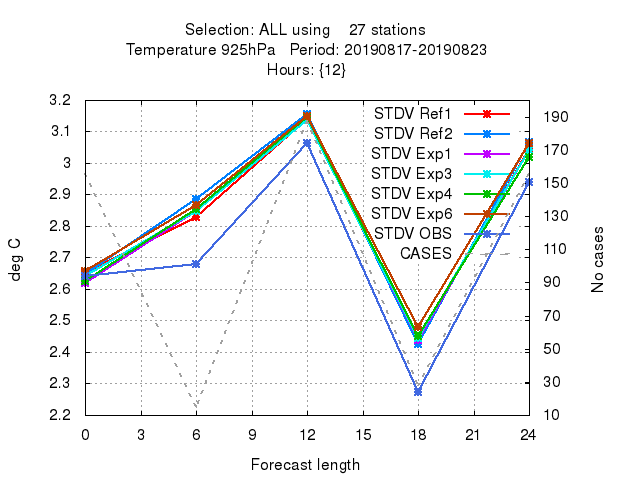 Selection: ALL using 27 stations
Temperature 925hPa Period: 20190817-20190823
Hours: {12}
deg C
3.2
3.1
3
2.9
2.8
2.7
2.6
2.5
2.4
2.3
2.2
STDV Ref1
STDV Ref2
STDV Exp1
STDV Exp3
STDV Exp4
STDV Exp6
STDV OBS
CASES
190
170
150
130
110
90
70
50
30
10
No cases
0 3 6 9 12 15 18 21 24
Forecast length